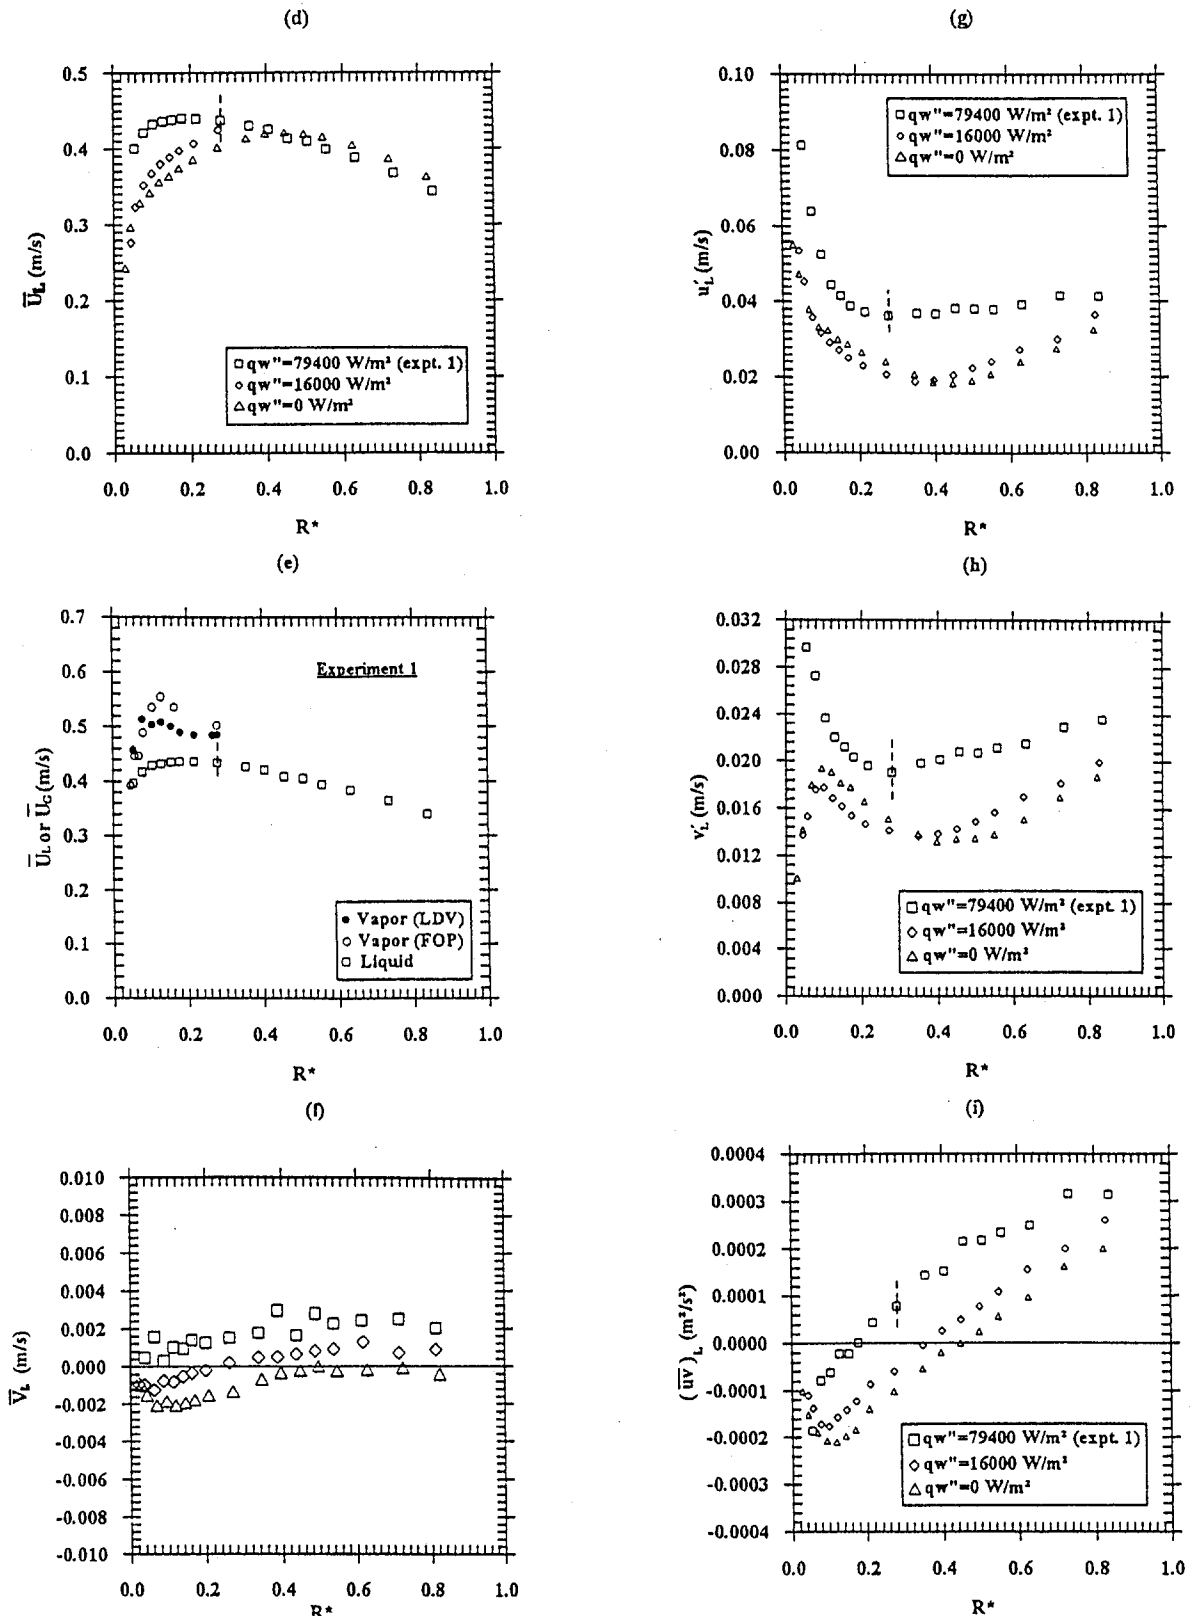 (d)
0.5
0.4
0.3
0.2
0.1
0.0
U̅L (m/s)
□ qw"=79400 W/m² (expt. 1)
◇ qw"=16000 W/m²
△ qw"=0 W/m²
0.0 0.2 0.4 0.6 0.8 1.0
R*
(e)
0.7
0.6
0.5
0.4
0.3
0.2
0.1
0.0
U̅L or U̅G (m/s)
Experiment 1
● Vapor (LDV)
○ Vapor (FOP)
□ Liquid
0.0 0.2 0.4 0.6 0.8 1.0
R*
(f)
0.010
0.008
0.006
0.004
0.002
0.000
-0.002
-0.004
-0.006
-0.008
-0.010
V̅L (m/s)
0.0 0.2 0.4 0.6 0.8 1.0
R*
(g)
0.10
0.08
0.06
0.04
0.02
0.00
u'L (m/s)
□ qw"=79400 W/m² (expt. 1)
◇ qw"=16000 W/m²
△ qw"=0 W/m²
0.0 0.2 0.4 0.6 0.8 1.0
R*
(h)
0.032
0.028
0.024
0.020
0.016
0.012
0.008
0.004
0.000
v'L (m/s)
□ qw"=79400 W/m² (expt. 1)
◇ qw"=16000 W/m²
△ qw"=0 W/m²
0.0 0.2 0.4 0.6 0.8 1.0
R*
(i)
0.0004
0.0003
0.0002
0.0001
0.0000
-0.0001
-0.0002
-0.0003
-0.0004
(u̅v̅)L (m²/s²)
□ qw"=79400 W/m² (expt. 1)
◇ qw"=16000 W/m²
△ qw"=0 W/m²
0.0 0.2 0.4 0.6 0.8 1.0
R*